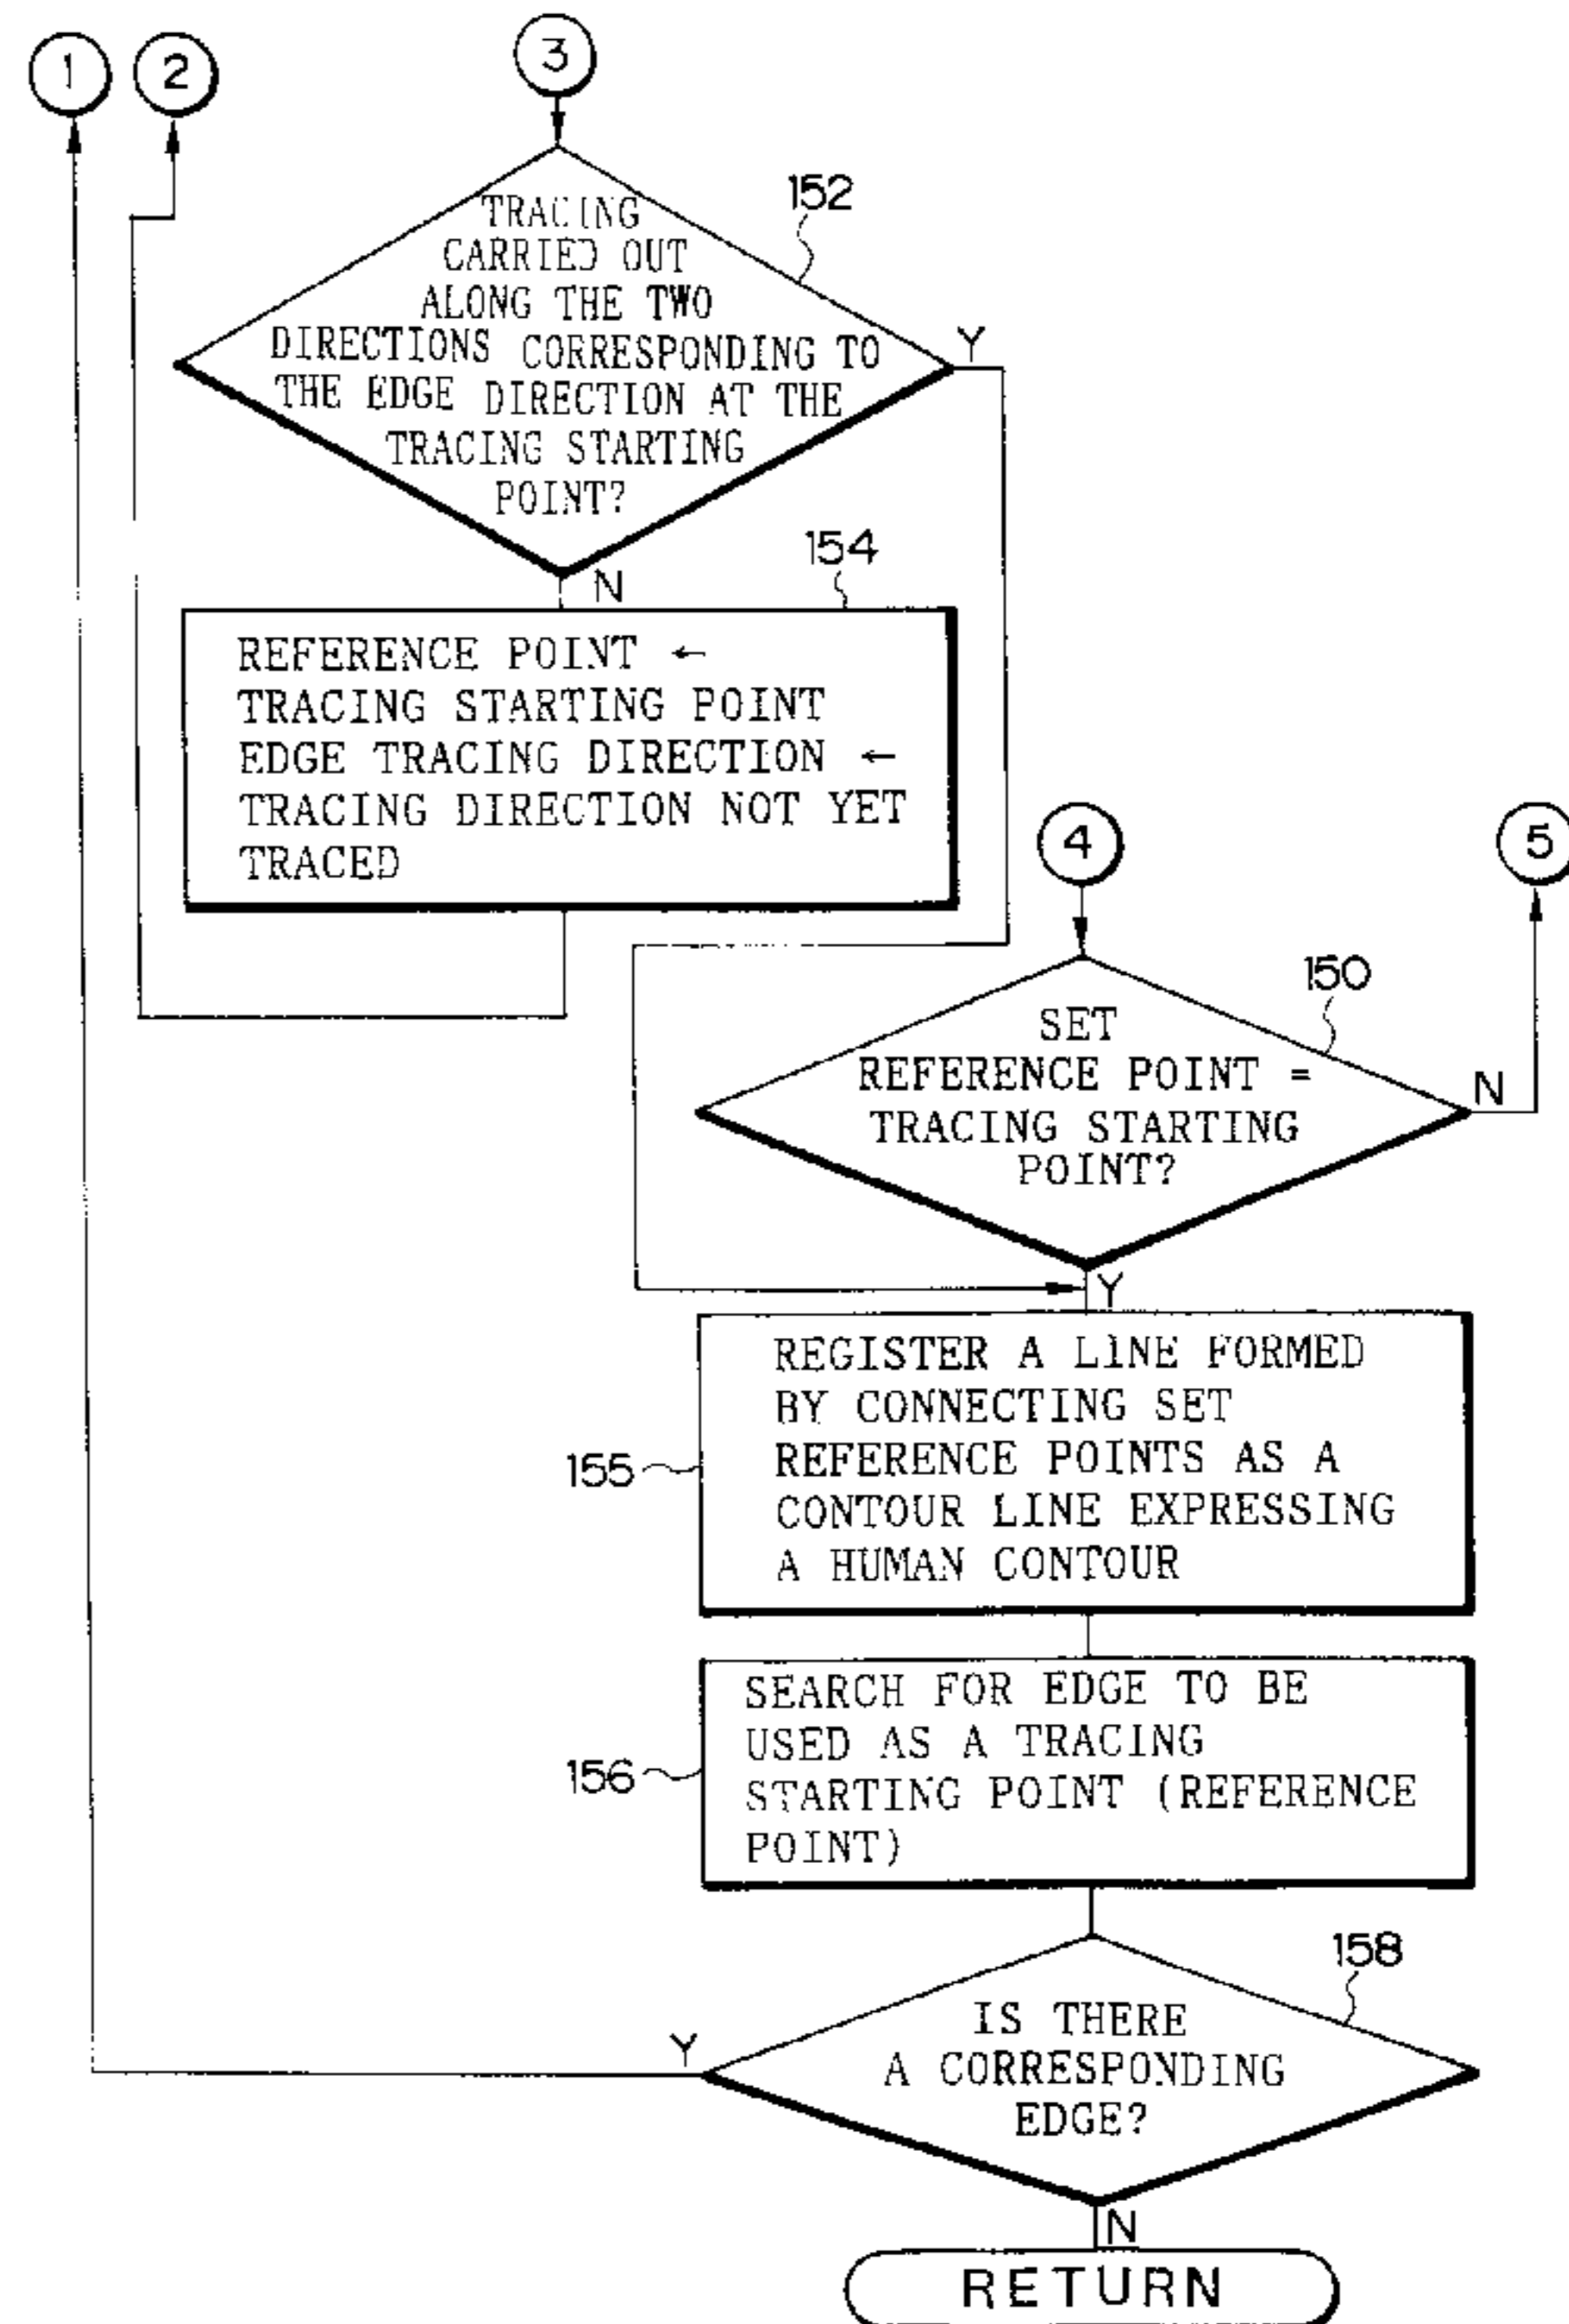 1
2
3
152
TRACING
CARRIED OUT
ALONG THE TWO
DIRECTIONS CORRESPONDING TO
THE EDGE DIRECTION AT THE
TRACING STARTING
POINT?
Y
N
154
REFERENCE POINT ←
TRACING STARTING POINT
EDGE TRACING DIRECTION ←
TRACING DIRECTION NOT YET
TRACED
4
5
150
SET
REFERENCE POINT =
TRACING STARTING
POINT?
N
Y
155
REGISTER A LINE FORMED
BY CONNECTING SET
REFERENCE POINTS AS A
CONTOUR LINE EXPRESSING
A HUMAN CONTOUR
156
SEARCH FOR EDGE TO BE
USED AS A TRACING
STARTING POINT (REFERENCE
POINT)
158
IS THERE
A CORRESPONDING
EDGE?
Y
N
RETURN